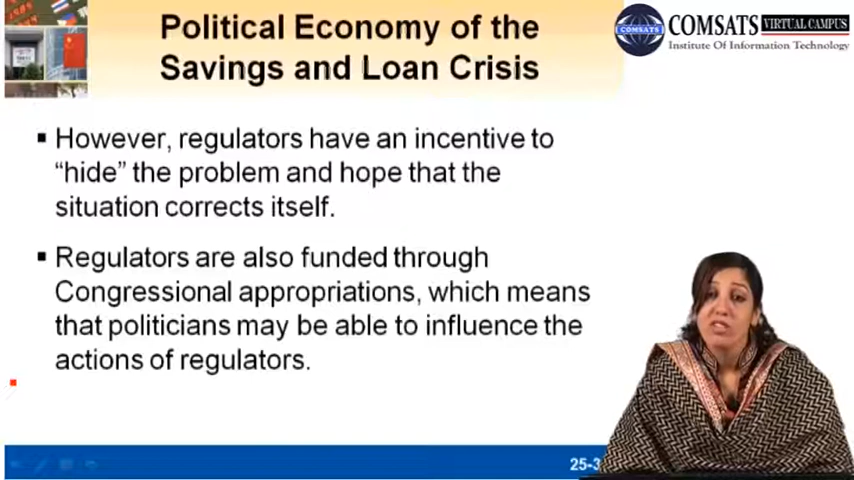 Political Economy of the
Savings and Loan Crisis
COMSATS
COMSATS VIRTUAL CAMPUS
Institute Of Information Technology
However, regulators have an incentive to
“hide” the problem and hope that the
situation corrects itself.
Regulators are also funded through
Congressional appropriations, which means
that politicians may be able to influence the
actions of regulators.
25-3